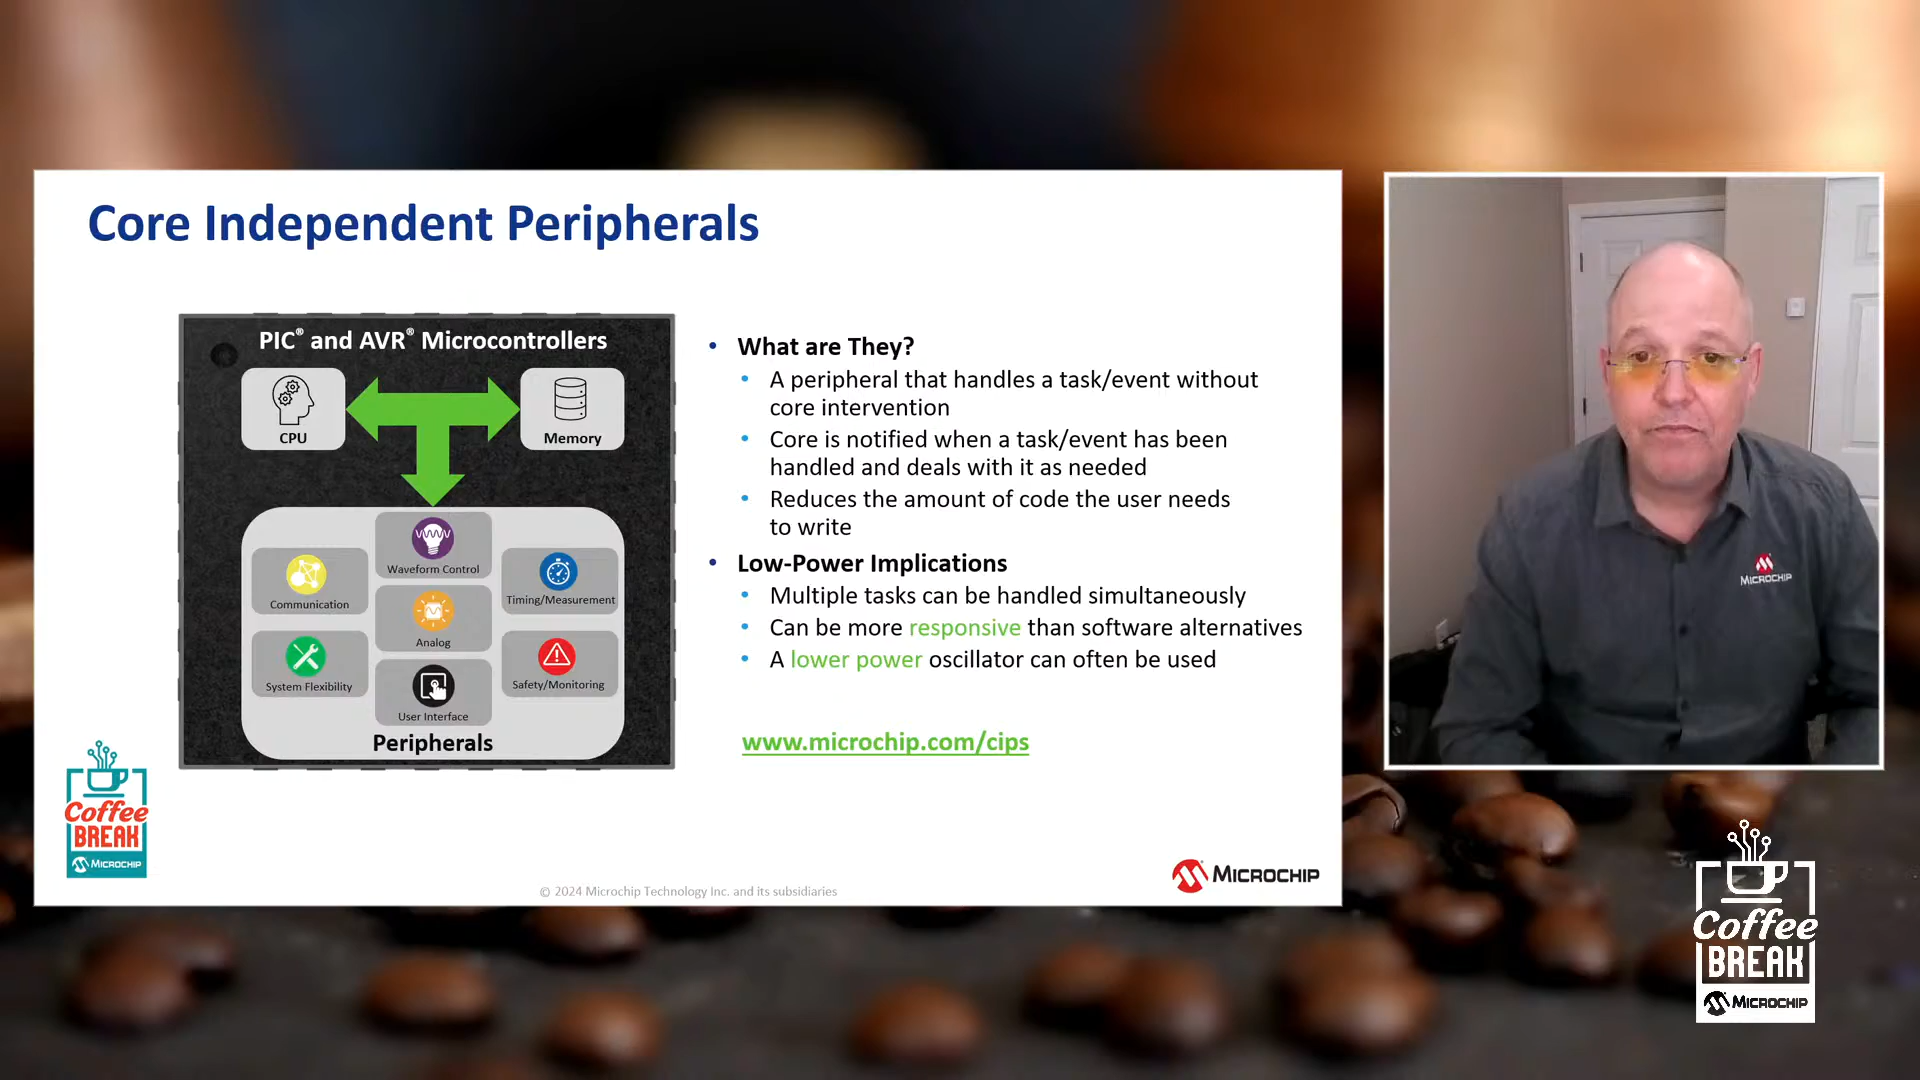 Core Independent Peripherals
PIC® and AVR® Microcontrollers
CPU
Memory
Waveform Control
Communication
Timing/Measurement
Analog
System Flexibility
Safety/Monitoring
User Interface
Peripherals
• What are They?
• A peripheral that handles a task/event without
core intervention
• Core is notified when a task/event has been
handled and deals with it as needed
• Reduces the amount of code the user needs
to write
• Low-Power Implications
• Multiple tasks can be handled simultaneously
• Can be more responsive than software alternatives
• A lower power oscillator can often be used
www.microchip.com/cips
Coffee
BREAK
MICROCHIP
© 2024 Microchip Technology Inc. and its subsidiaries
MICROCHIP
MICROCHIP
Coffee
BREAK
MICROCHIP